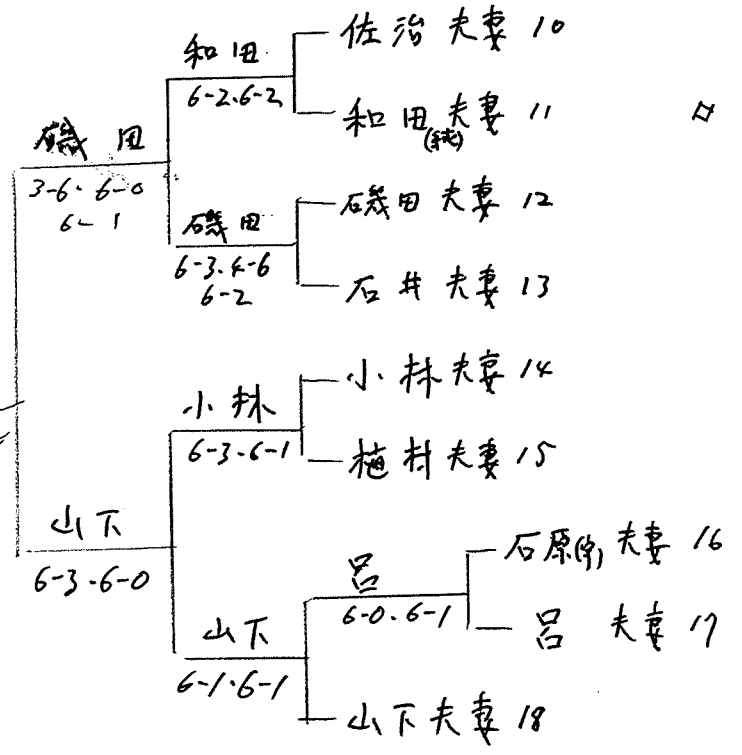 佐治夫妻 10
和田
6-2.6-2
和田夫妻 11
(純)
磯田
3-6.6-0
6-1
磯田夫妻 12
磯田
6-3.4-6
6-2
石井夫妻 13
小林夫妻 14
小林
6-3.6-1
植村夫妻 15
山下
6-3.6-0
石原 夫妻 16
呂
6-0.6-1
呂 夫妻 17
山下
6-1.6-1
山下夫妻 18